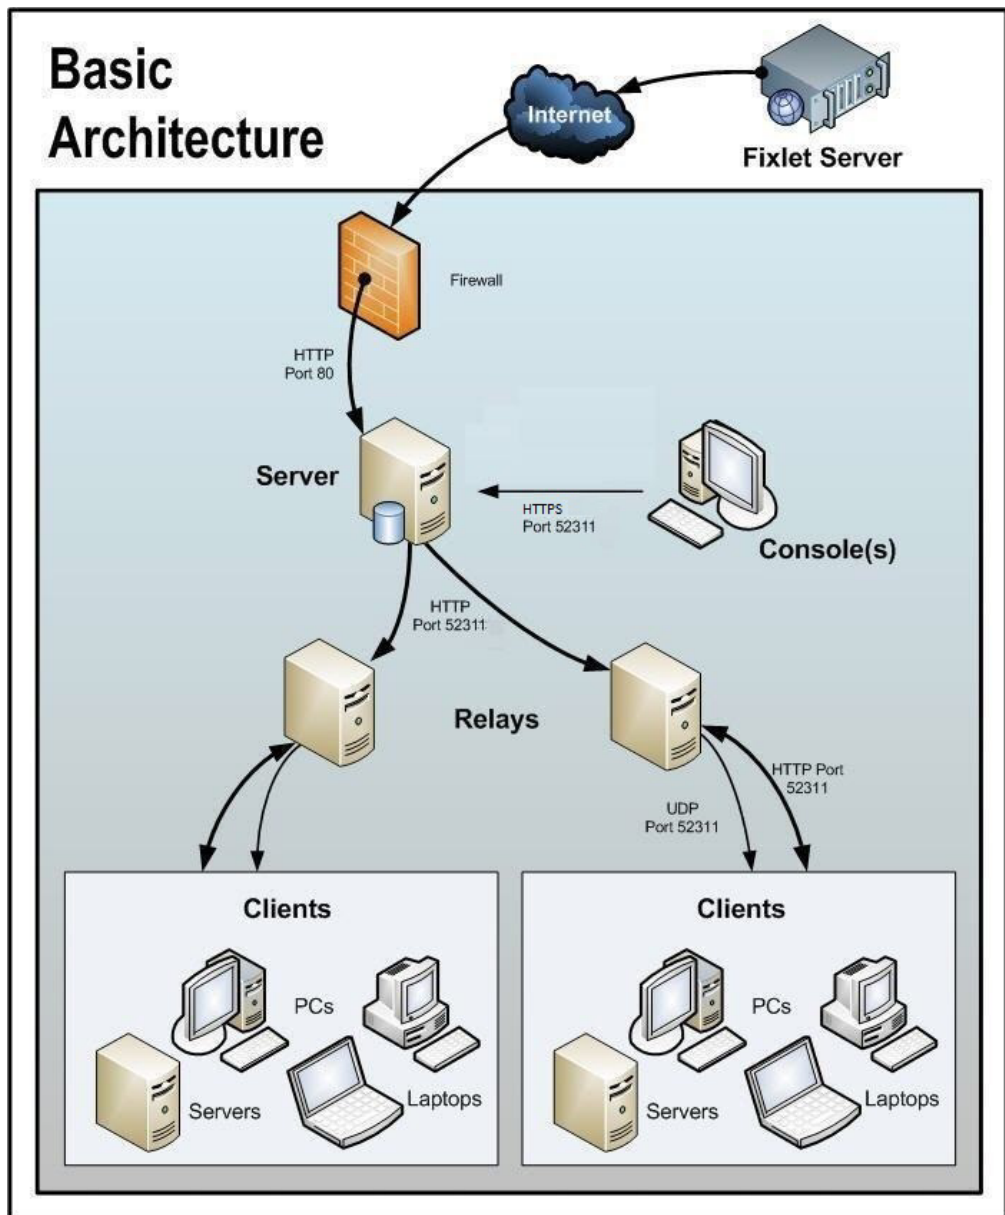 Basic
Architecture
Internet
Fixlet Server
Firewall
HTTP
Port 80
Server
HTTPS
Port 52311
Console(s)
HTTP
Port 52311
Relays
HTTP Port
52311
UDP
Port 52311
Clients
PCs
Servers
Laptops
Clients
PCs
Servers
Laptops